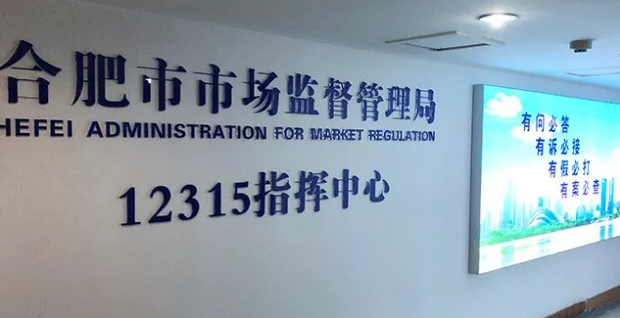 合肥市市场监督管理局
HEFEI ADMINISTRATION FOR MARKET REGULATION
12315指挥中心
有问必答
有诉必接
有假必打
有案必查